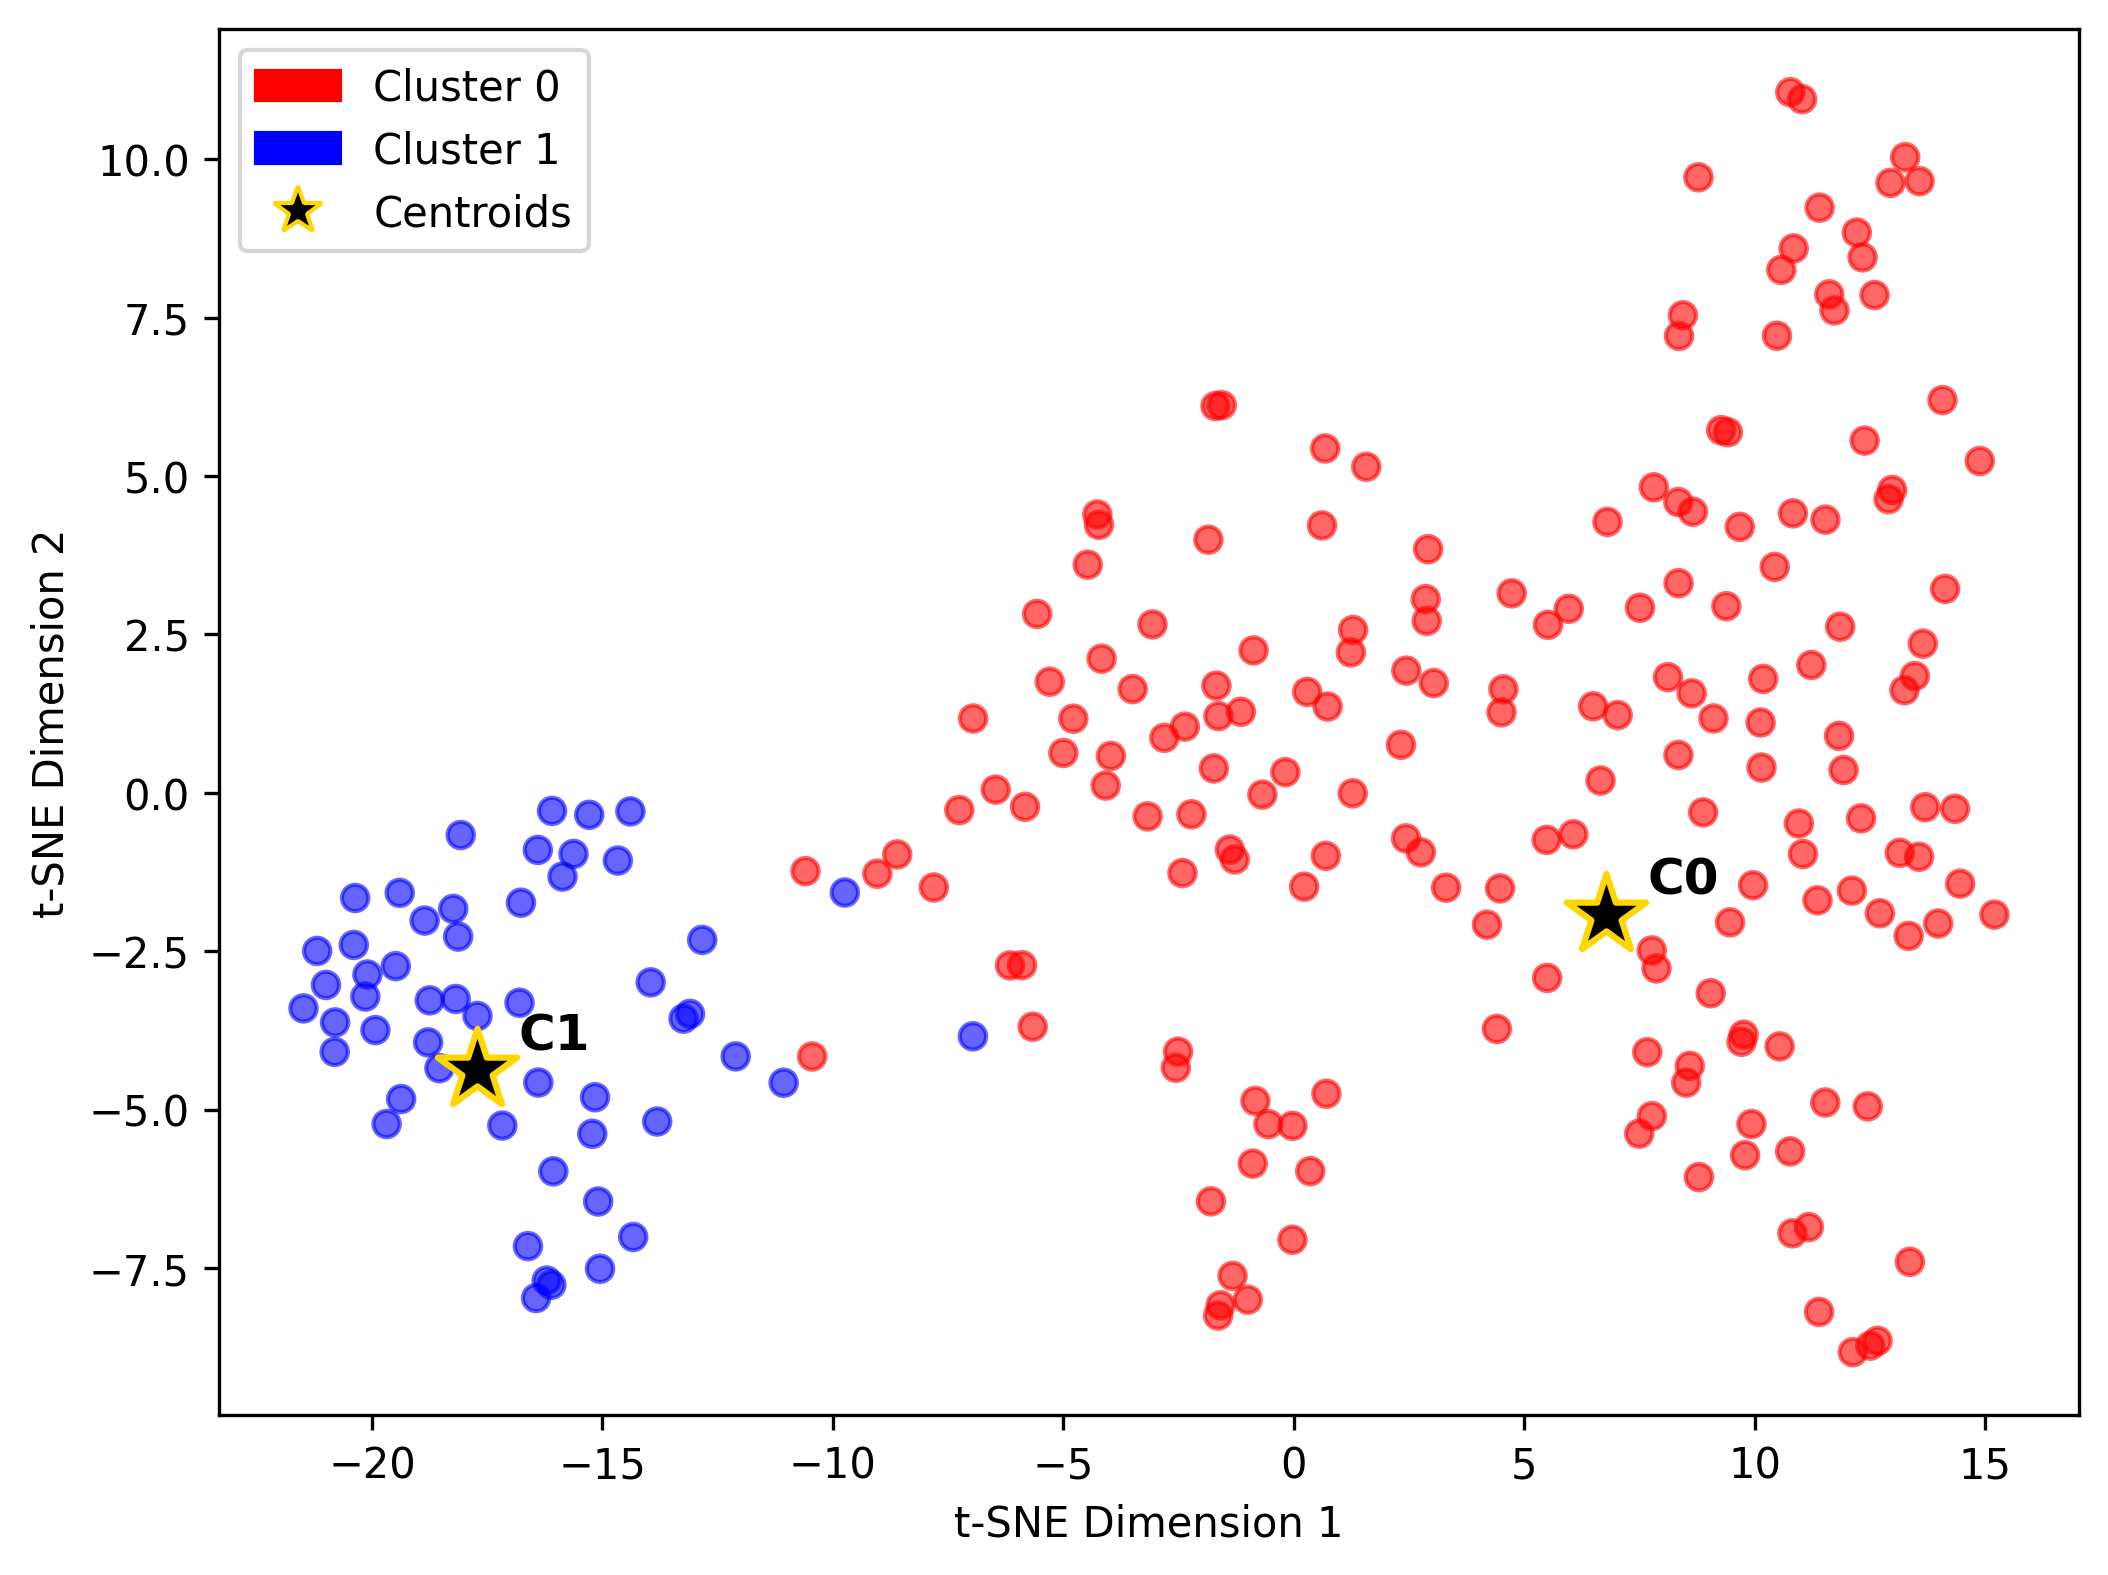 Cluster 0
Cluster 1
Centroids
10.0
7.5
5.0
2.5
0.0
−2.5
−5.0
−7.5
t-SNE Dimension 2
C0
C1
−20
−15
−10
−5
0
5
10
15
t-SNE Dimension 1